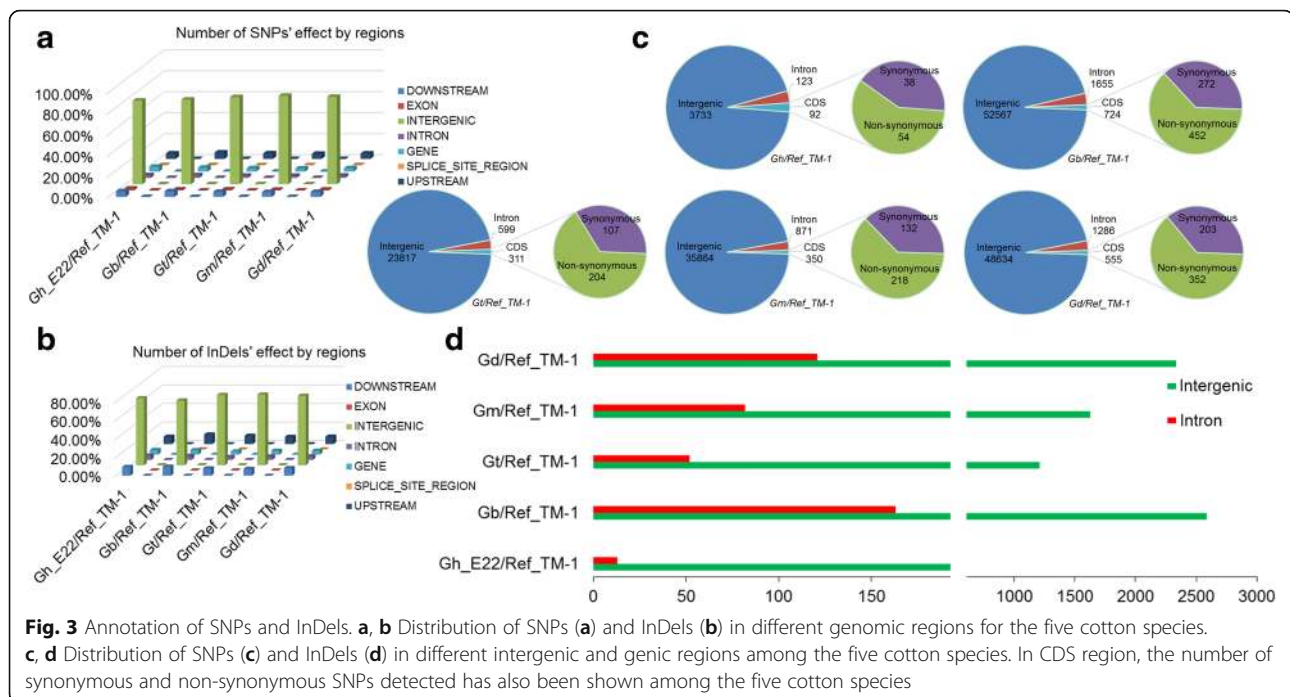 a
Number of SNPs' effect by regions
100.00%
80.00%
60.00%
40.00%
20.00%
0.00%
Gh_E22/Ref_TM-1
Gb/Ref_TM-1
Gt/Ref_TM-1
Gm/Ref_TM-1
Gd/Ref_TM-1
DOWNSTREAM
EXON
INTERGENIC
INTRON
GENE
SPLICE_SITE_REGION
UPSTREAM
c
Intergenic
3733
Intron
123
CDS
92
Synonymous
38
Non-synonymous
54
Gh/Ref_TM-1
Intergenic
52567
Intron
1655
CDS
724
Synonymous
272
Non-synonymous
452
Gb/Ref_TM-1
Intergenic
23817
Intron
599
CDS
311
Synonymous
107
Non-synonymous
204
Gt/Ref_TM-1
Intergenic
35864
Intron
871
CDS
350
Synonymous
132
Non-synonymous
218
Gm/Ref_TM-1
Intergenic
48634
Intron
1286
CDS
555
Synonymous
203
Non-synonymous
352
Gd/Ref_TM-1
b
Number of InDels' effect by regions
80.00%
60.00%
40.00%
20.00%
0.00%
Gh_E22/Ref_TM-1
Gb/Ref_TM-1
Gt/Ref_TM-1
Gm/Ref_TM-1
Gd/Ref_TM-1
DOWNSTREAM
EXON
INTERGENIC
INTRON
GENE
SPLICE_SITE_REGION
UPSTREAM
d
Gd/Ref_TM-1
Gm/Ref_TM-1
Gt/Ref_TM-1
Gb/Ref_TM-1
Gh_E22/Ref_TM-1
Intergenic
Intron
0 50 100 150 1000 1500 2000 2500 3000
Fig. 3 Annotation of SNPs and InDels. a, b Distribution of SNPs (a) and InDels (b) in different genomic regions for the five cotton species.
c, d Distribution of SNPs (c) and InDels (d) in different intergenic and genic regions among the five cotton species. In CDS region, the number of
synonymous and non-synonymous SNPs detected has also been shown among the five cotton species